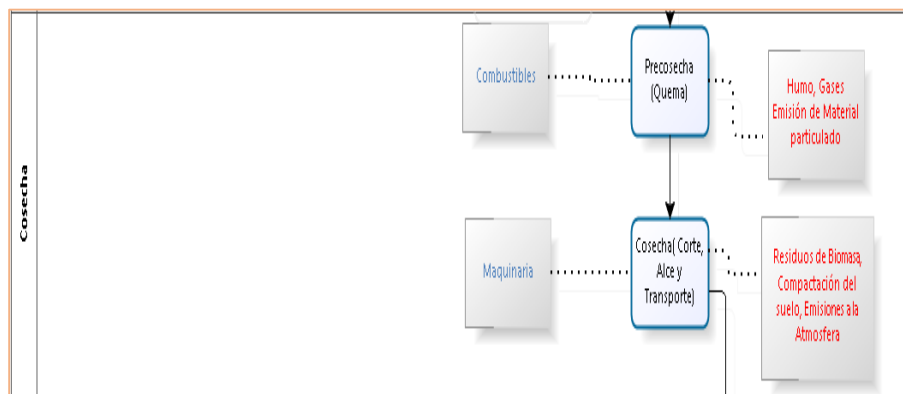 Cosecha
Combustibles
Precosecha
(Quema)
Humo, Gases
Emisión de Material
particulado
Maquinaria
Cosecha( Corte,
Alce y
Transporte)
Residuos de Biomasa,
Compactación del
suelo, Emisiones a la
Atmosfera